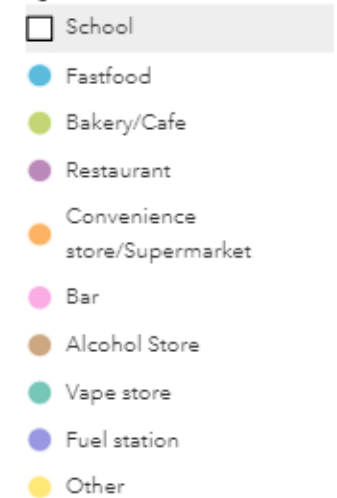 School
Fastfood
Bakery/Cafe
Restaurant
Convenience
store/Supermarket
Bar
Alcohol Store
Vape store
Fuel station
Other